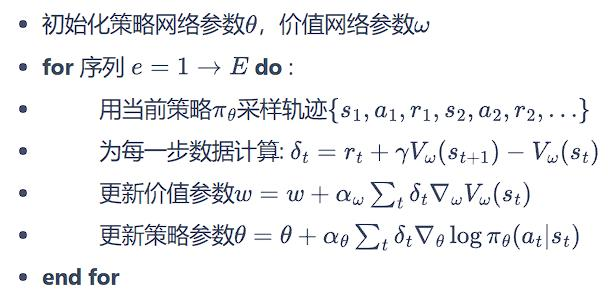 • 初始化策略网络参数θ，价值网络参数ω
• for 序列 e = 1 → E do :
• 用当前策略π_θ采样轨迹{s_1, a_1, r_1, s_2, a_2, r_2, …}
• 为每一步数据计算: δ_t = r_t + γV_ω(s_{t+1}) − V_ω(s_t)
• 更新价值参数w = w + α_ω ∑_t δ_t ∇_ω V_ω(s_t)
• 更新策略参数θ = θ + α_θ ∑_t δ_t ∇_θ log π_θ(a_t|s_t)
• end for